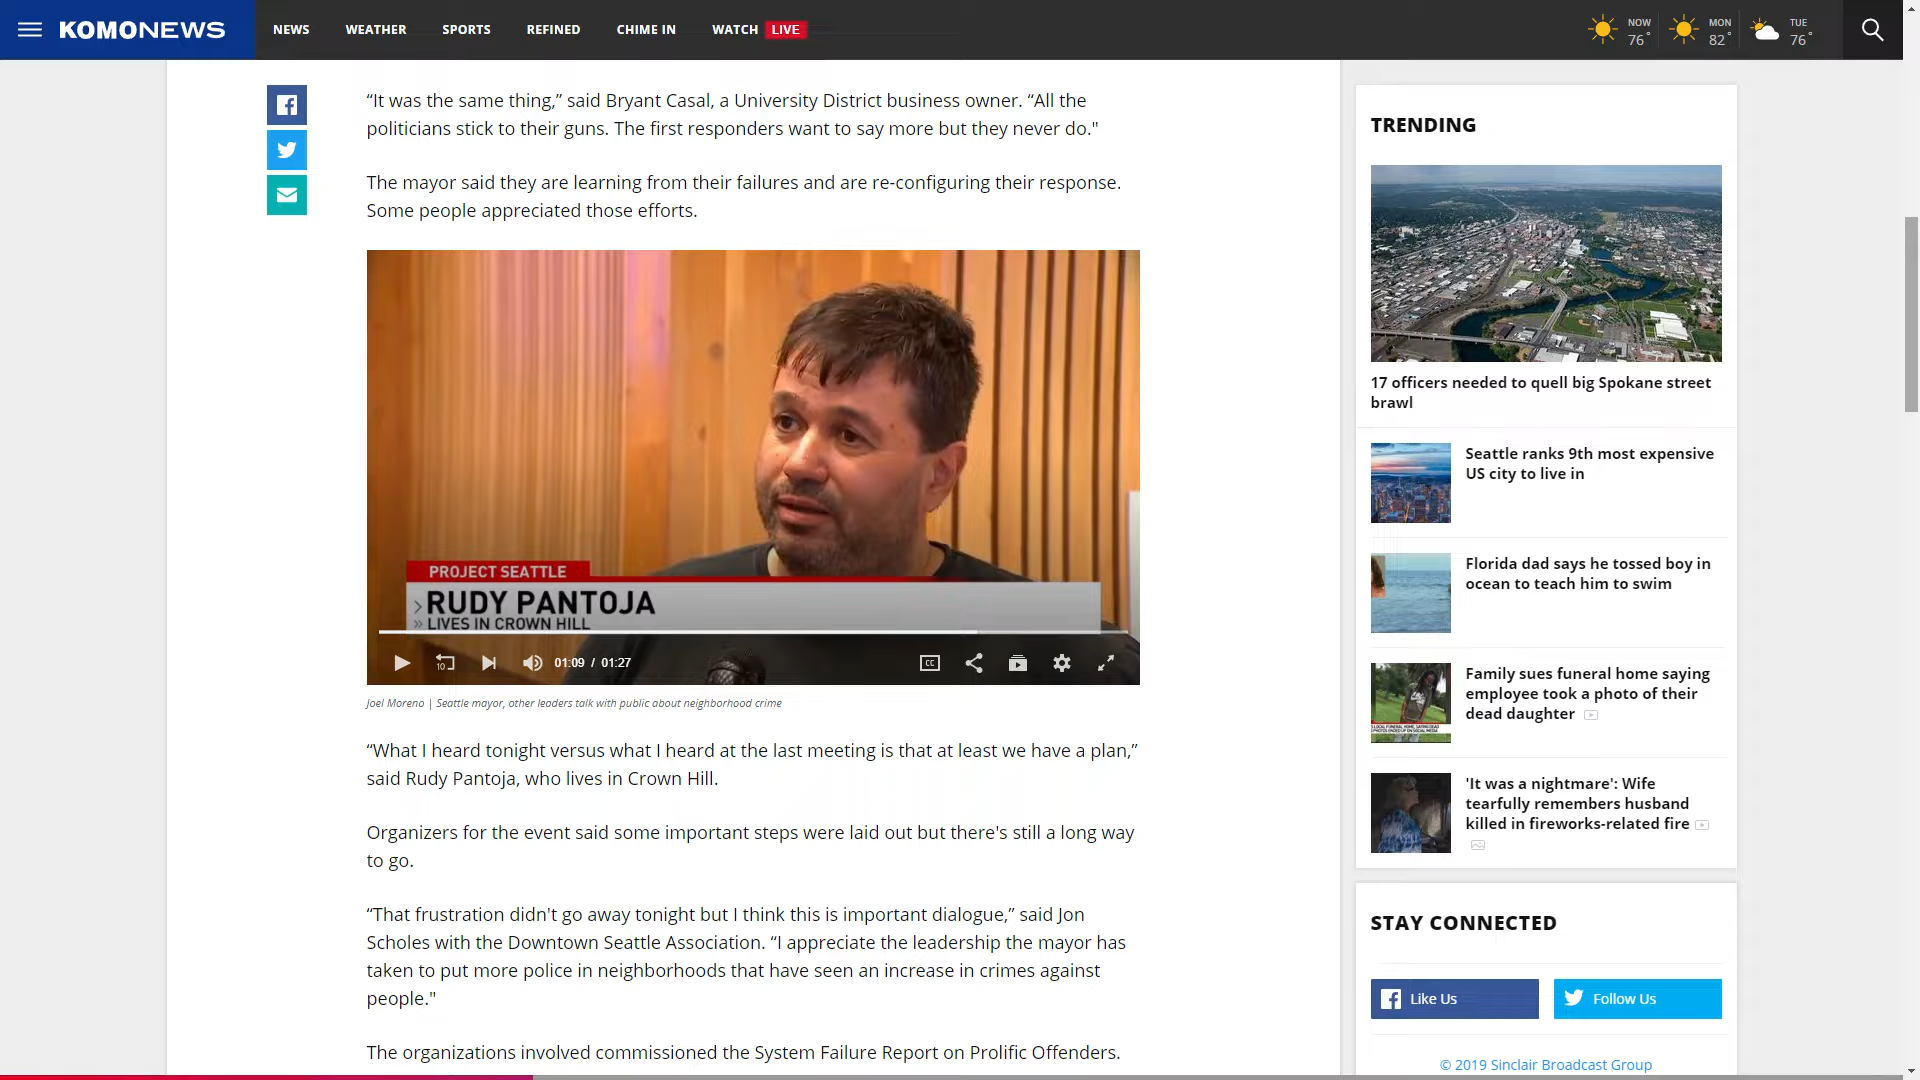 KOMONEWS
NEWS WEATHER SPORTS REFINED CHIME IN WATCH LIVE
NOW
76°
MON
82°
TUE
76°
“It was the same thing,” said Bryant Casal, a University District business owner. “All the
politicians stick to their guns. The first responders want to say more but they never do."
The mayor said they are learning from their failures and are re-configuring their response.
Some people appreciated those efforts.
PROJECT SEATTLE
RUDY PANTOJA
LIVES IN CROWN HILL
10
01:09 / 01:27
CC
Joel Moreno | Seattle mayor, other leaders talk with public about neighborhood crime
“What I heard tonight versus what I heard at the last meeting is that at least we have a plan,”
said Rudy Pantoja, who lives in Crown Hill.
Organizers for the event said some important steps were laid out but there's still a long way
to go.
“That frustration didn't go away tonight but I think this is important dialogue,” said Jon
Scholes with the Downtown Seattle Association. “I appreciate the leadership the mayor has
taken to put more police in neighborhoods that have seen an increase in crimes against
people."
The organizations involved commissioned the System Failure Report on Prolific Offenders.
TRENDING
17 officers needed to quell big Spokane street
brawl
Seattle ranks 9th most expensive
US city to live in
Florida dad says he tossed boy in
ocean to teach him to swim
Family sues funeral home saying
employee took a photo of their
dead daughter
'It was a nightmare': Wife
tearfully remembers husband
killed in fireworks-related fire
STAY CONNECTED
Like Us
Follow Us
© 2019 Sinclair Broadcast Group